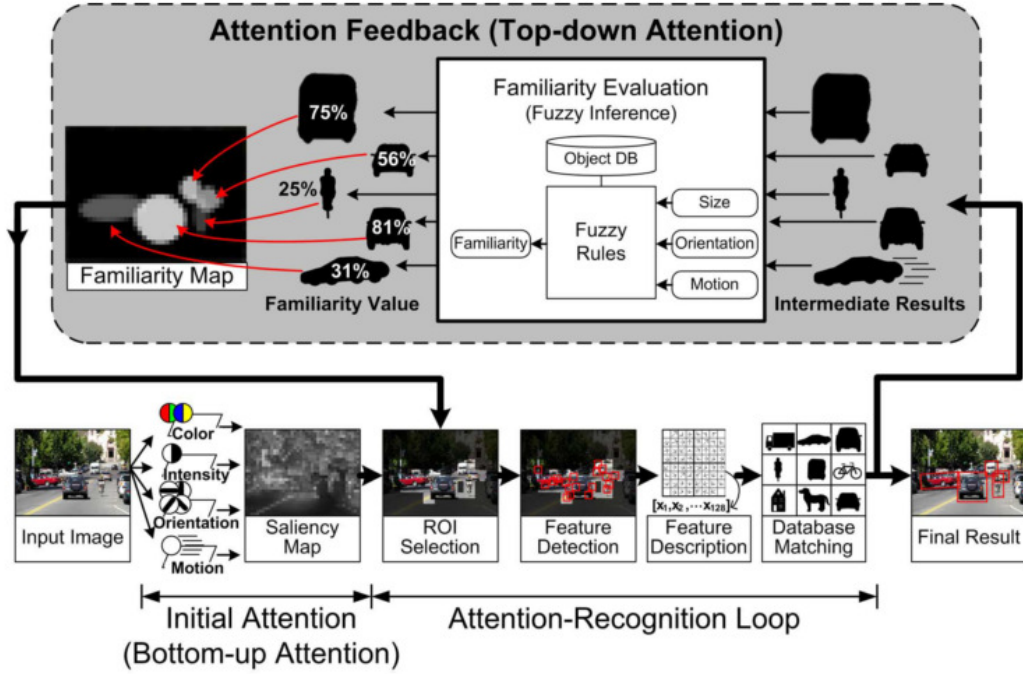 Attention Feedback (Top-down Attention)
Familiarity Evaluation
(Fuzzy Inference)
Object DB
Fuzzy
Rules
Size
Orientation
Motion
Familiarity
75%
56%
25%
81%
31%
Familiarity Map
Familiarity Value
Intermediate Results
Color
Intensity
Orientation
Motion
Input Image
Saliency
Map
ROI
Selection
Feature
Detection
[x1,x2,...x128]
Feature
Description
Database
Matching
Final Result
Initial Attention
(Bottom-up Attention)
Attention-Recognition Loop